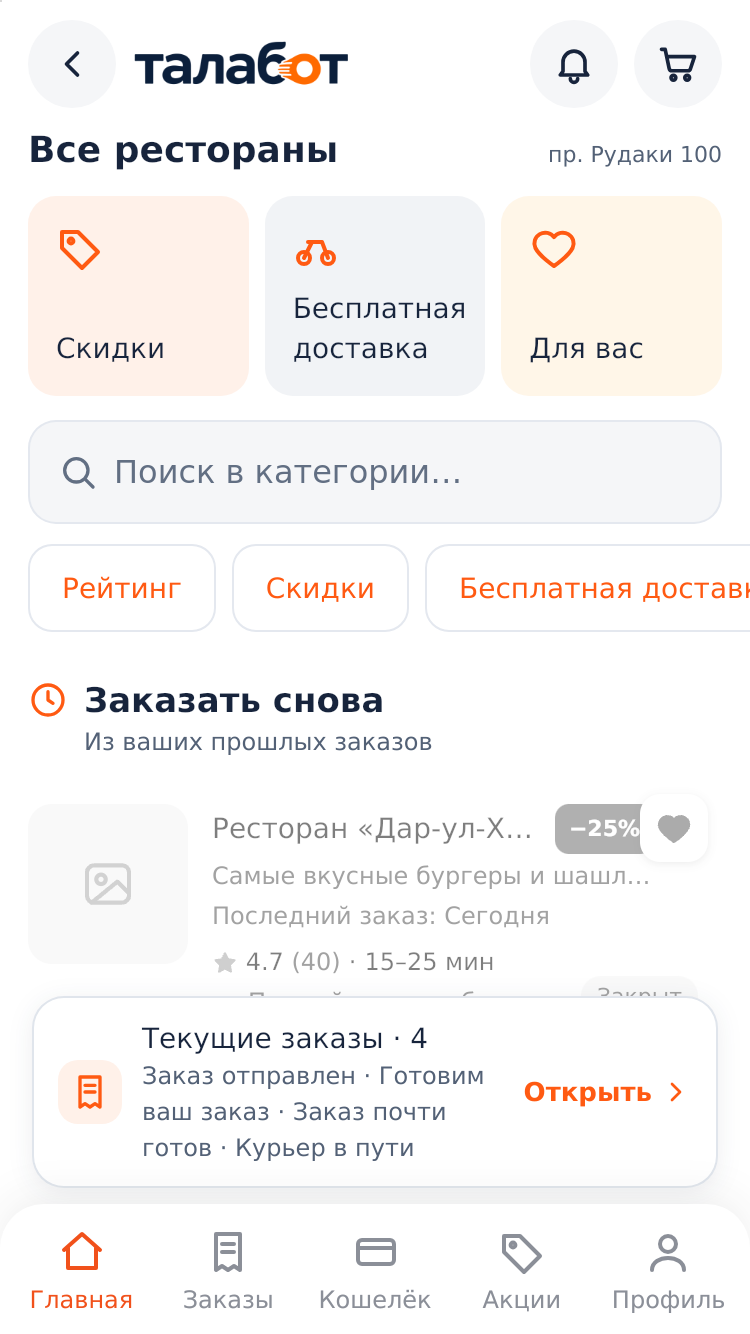 талабот
Все рестораны
пр. Рудаки 100
Скидки
Бесплатная
доставка
Для вас
Поиск в категории...
Рейтинг
Скидки
Бесплатная
Заказать снова
Из ваших прошлых заказов
Ресторан «Дар-ул-Х...
−25%
Самые вкусные бургеры и шашл...
Последний заказ: Сегодня
4.7 (40) · 15–25 мин
Текущие заказы · 4
Заказ отправлен · Готовим
ваш заказ · Заказ почти
готов · Курьер в пути
Открыть
Главная
Заказы
Кошелёк
Акции
Профиль